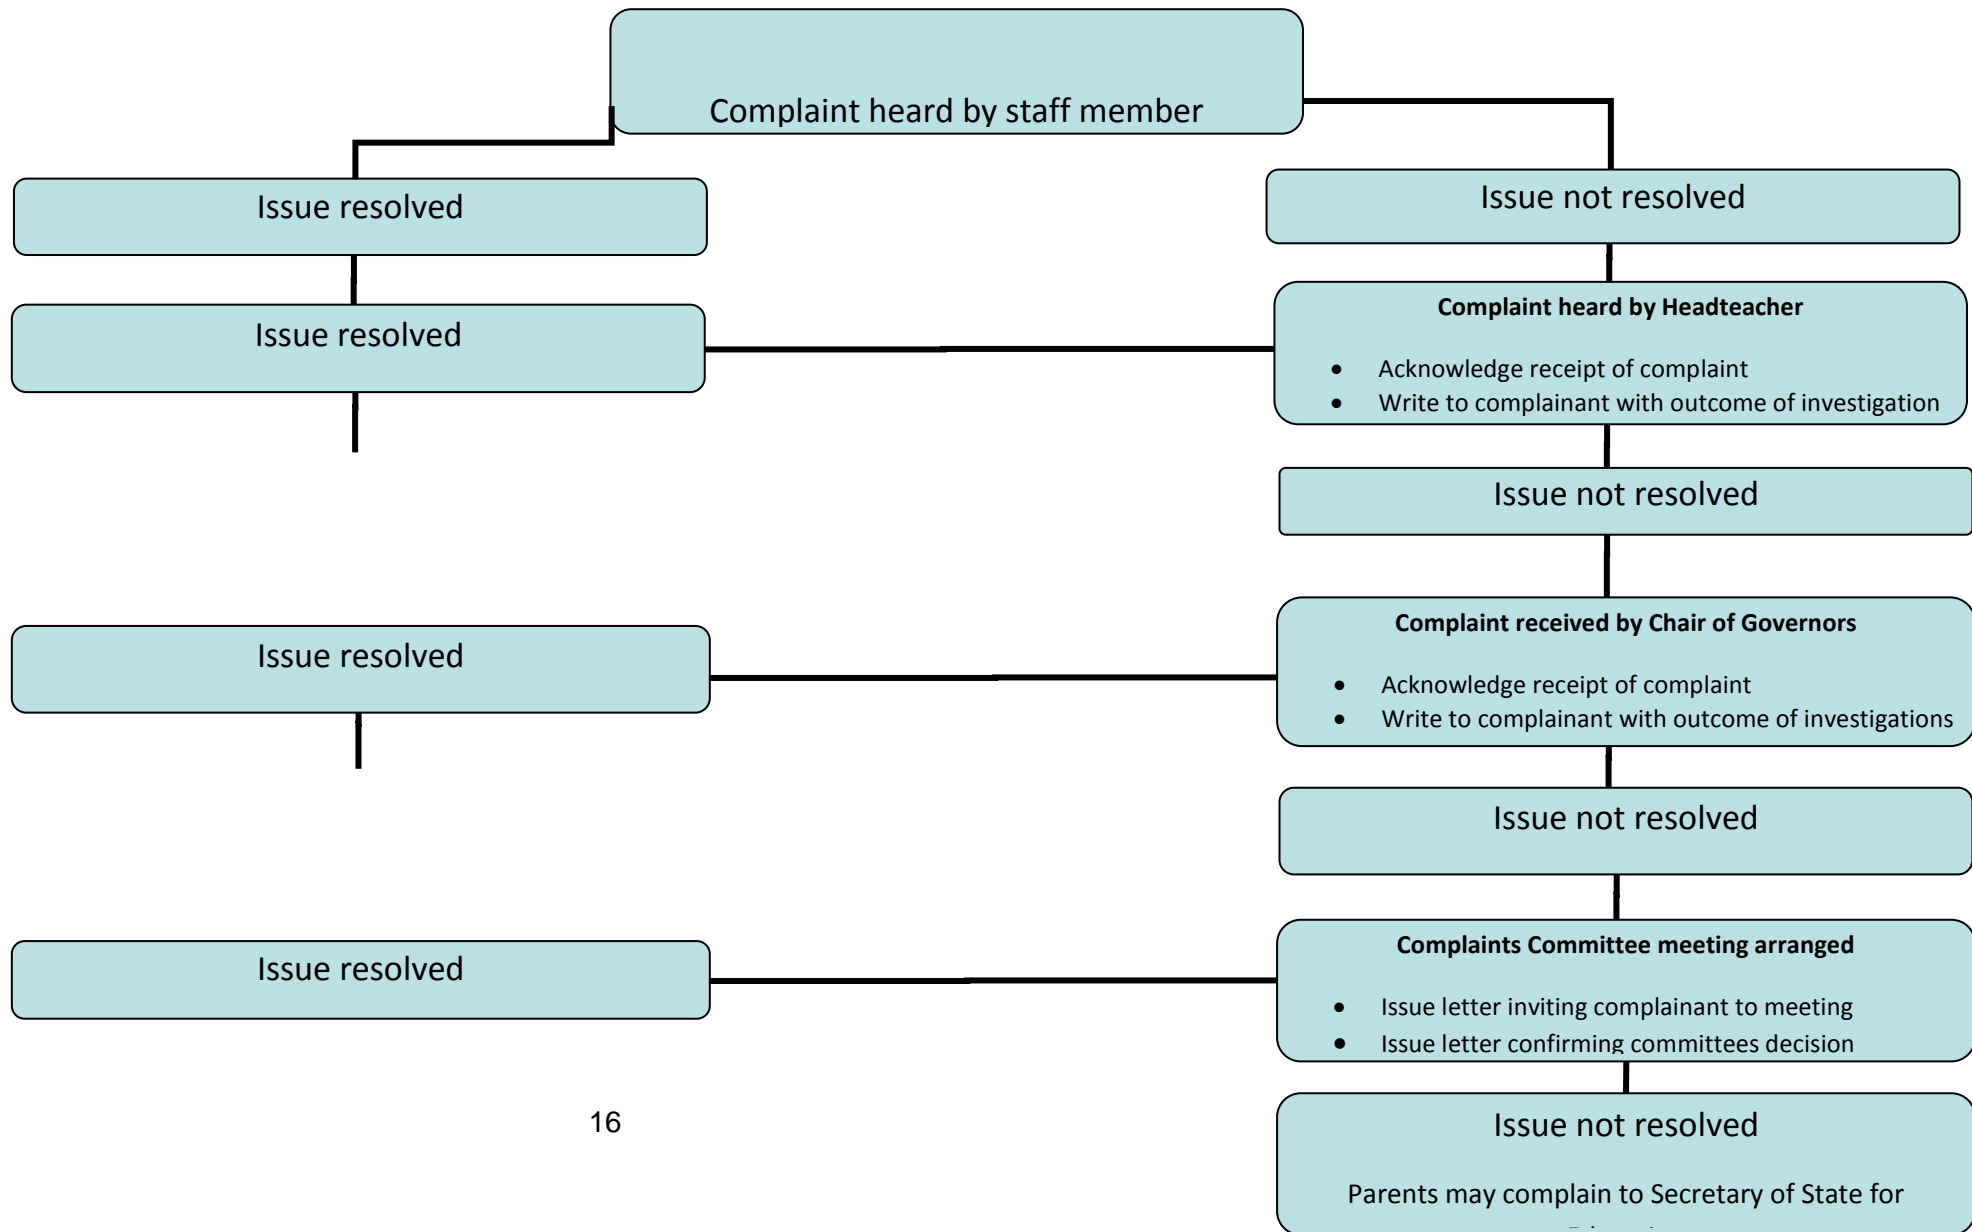 Complaint heard by staff member
Issue resolved
Issue not resolved
Issue resolved
Complaint heard by Headteacher
• Acknowledge receipt of complaint
• Write to complainant with outcome of investigation
Issue not resolved
Issue resolved
Complaint received by Chair of Governors
• Acknowledge receipt of complaint
• Write to complainant with outcome of investigations
Issue not resolved
Issue resolved
Complaints Committee meeting arranged
• Issue letter inviting complainant to meeting
• Issue letter confirming committees decision
16
Issue not resolved
Parents may complain to Secretary of State for